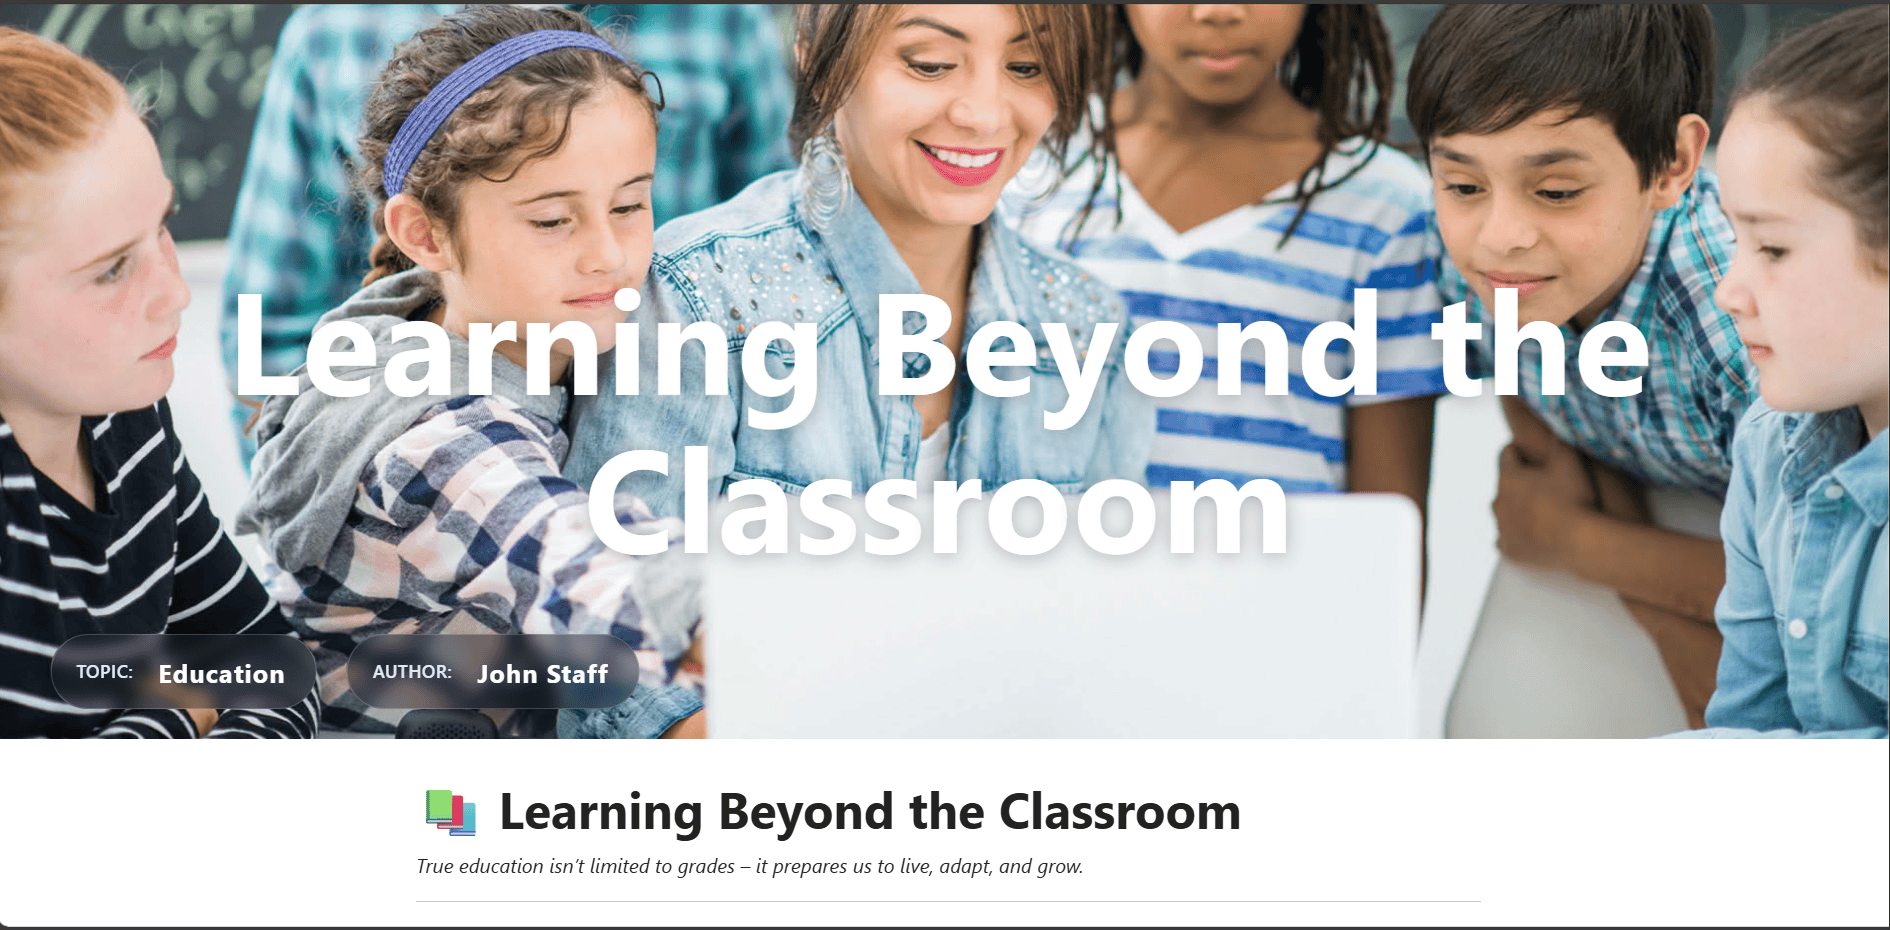 Learning Beyond the
Classroom
TOPIC: Education
AUTHOR: John Staff
Learning Beyond the Classroom
True education isn’t limited to grades – it prepares us to live, adapt, and grow.